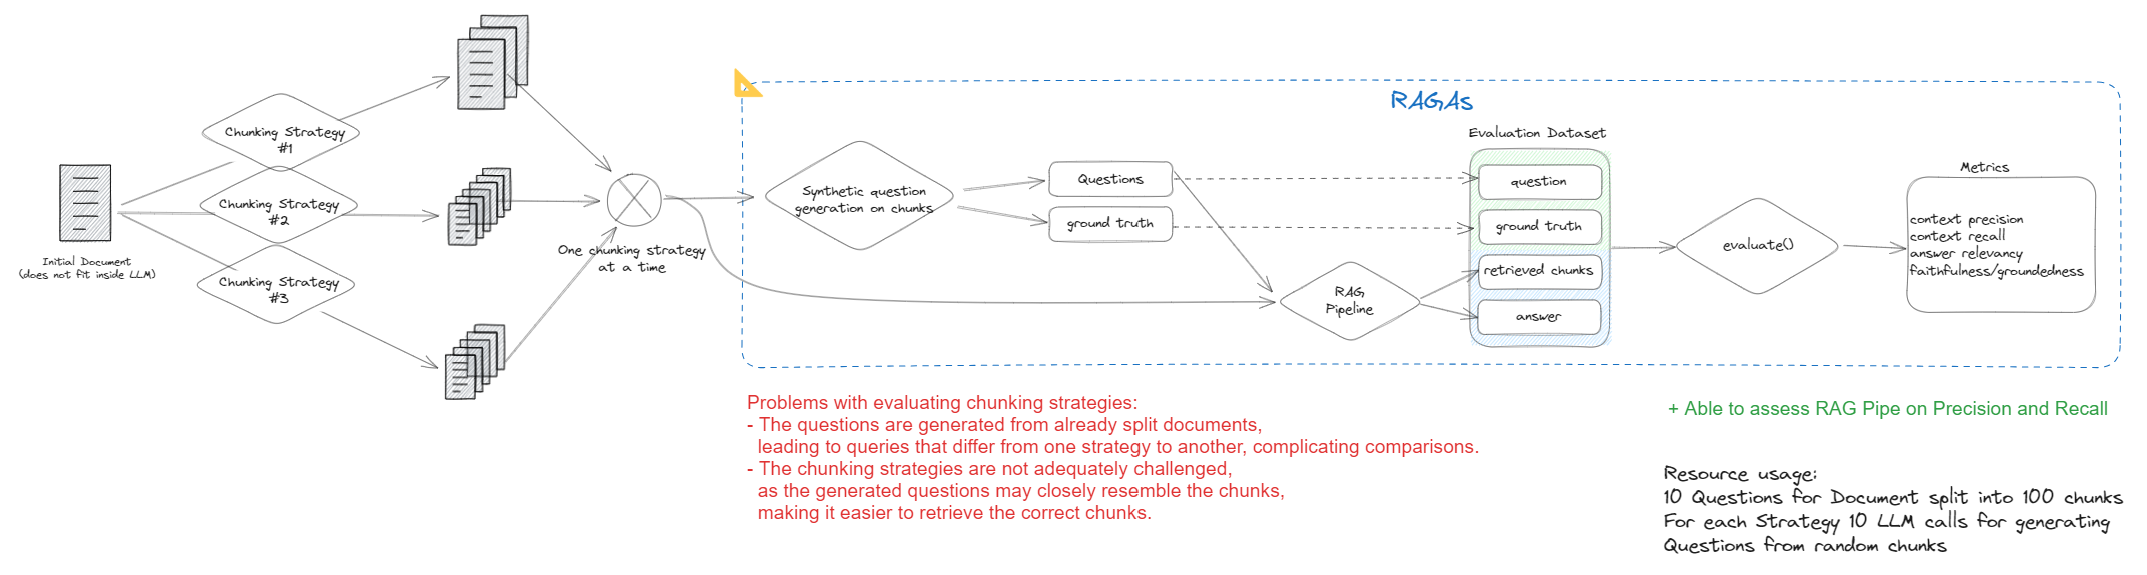 Chunking Strategy
#1
Chunking Strategy
#2
Chunking Strategy
#3
Initial Document
(does not fit inside LLM)
One chunking strategy
at a time
RAGAs
Synthetic question
generation on chunks
Questions
ground truth
RAG
Pipeline
Evaluation Dataset
question
ground truth
retrieved chunks
answer
evaluate()
Metrics
context precision
context recall
answer relevancy
faithfulness/groundedness
Problems with evaluating chunking strategies:
- The questions are generated from already split documents,
leading to queries that differ from one strategy to another, complicating comparisons.
- The chunking strategies are not adequately challenged,
as the generated questions may closely resemble the chunks,
making it easier to retrieve the correct chunks.
+ Able to assess RAG Pipe on Precision and Recall
Resource usage:
10 Questions for Document split into 100 chunks
For each Strategy 10 LLM calls for generating
Questions from random chunks